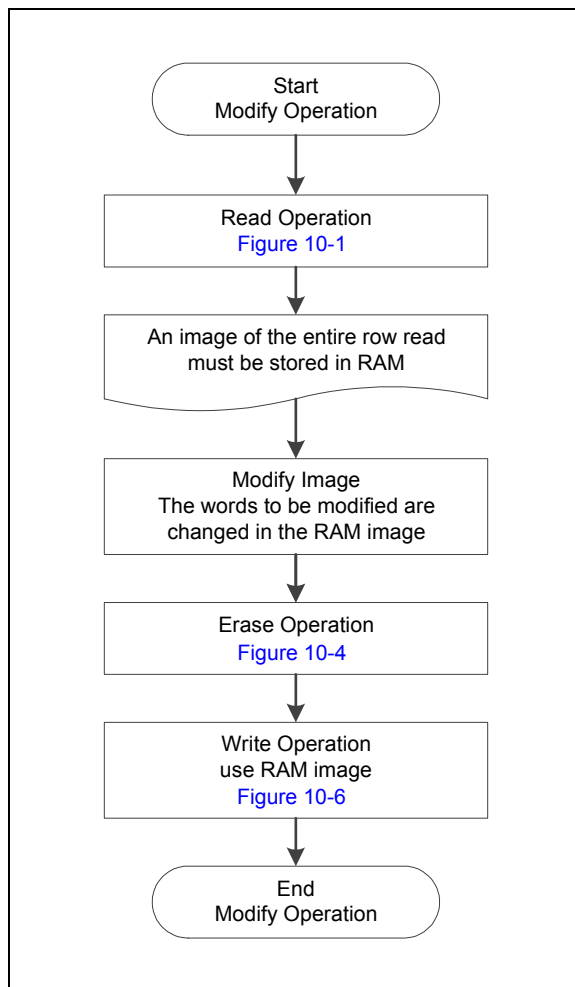 Start
Modify Operation
Read Operation
Figure 10-1
An image of the entire row read
must be stored in RAM
Modify Image
The words to be modified are
changed in the RAM image
Erase Operation
Figure 10-4
Write Operation
use RAM image
Figure 10-6
End
Modify Operation